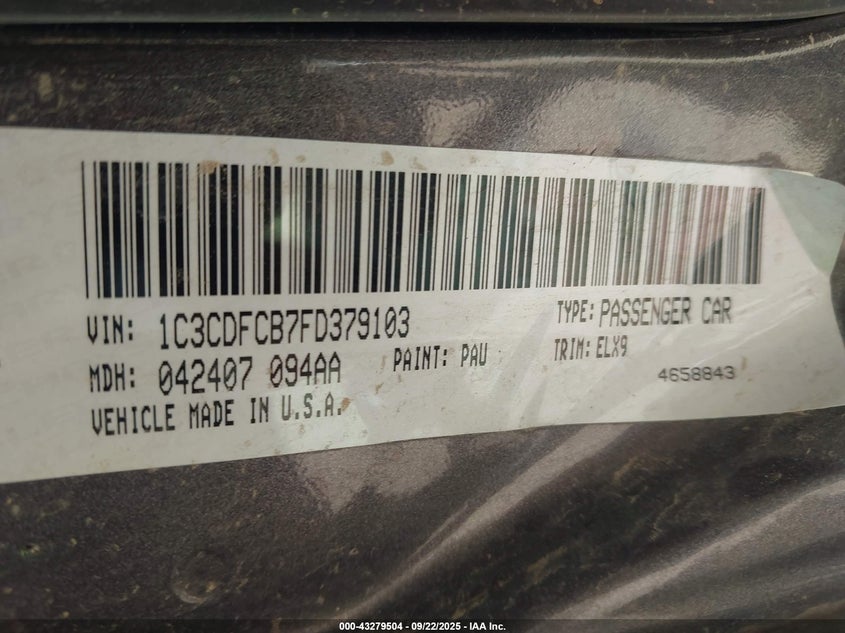 VIN: 1C3CDFCB7FD379103 TYPE: PASSENGER CAR
MDH: 042407 094AA PAINT: PAU TRIM: ELX9
VEHICLE MADE IN U.S.A. 4658843
000-43279504 - 09/22/2025 - IAA Inc.